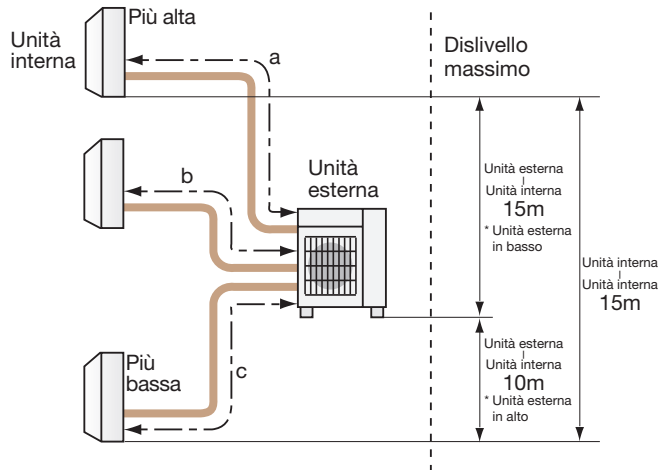 Più alta
Unità
interna
a
Dislivello
massimo
b
Unità
esterna
Unità esterna
Unità interna
15m
* Unità esterna
in basso
Unità interna
Unità interna
15m
Più
bassa
c
Unità esterna
Unità interna
10m
* Unità esterna
in alto